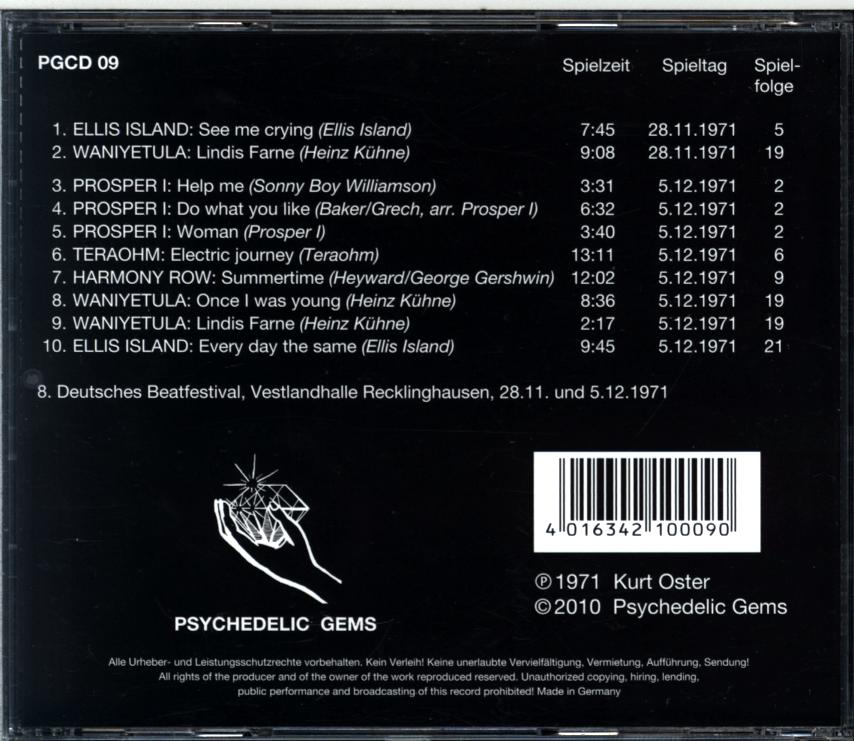 PGCD 09 Spielzeit Spieltag Spiel-
folge
1. ELLIS ISLAND: See me crying (Ellis Island) 7:45 28.11.1971 5
2. WANIYETULA: Lindis Farne (Heinz Kühne) 9:08 28.11.1971 19
3. PROSPER I: Help me (Sonny Boy Williamson) 3:31 5.12.1971 2
4. PROSPER I: Do what you like (Baker/Grech, arr. Prosper I) 6:32 5.12.1971 2
5. PROSPER I: Woman (Prosper I) 3:40 5.12.1971 2
6. TERAOHM: Electric journey (Teraohm) 13:11 5.12.1971 6
7. HARMONY ROW: Summertime (Heyward/George Gershwin) 12:02 5.12.1971 9
8. WANIYETULA: Once I was young (Heinz Kühne) 8:36 5.12.1971 19
9. WANIYETULA: Lindis Farne (Heinz Kühne) 2:17 5.12.1971 19
10. ELLIS ISLAND: Every day the same (Ellis Island) 9:45 5.12.1971 21
8. Deutsches Beatfestival, Vestlandhalle Recklinghausen, 28.11. und 5.12.1971
4 016342 100090
℗ 1971 Kurt Oster
© 2010 Psychedelic Gems
PSYCHEDELIC GEMS
Alle Urheber- und Leistungsschutzrechte vorbehalten. Kein Verleih! Keine unerlaubte Vervielfältigung, Vermietung, Aufführung, Sendung!
All rights of the producer and of the owner of the work reproduced reserved. Unauthorized copying, hiring, lending,
public performance and broadcasting of this record prohibited! Made in Germany